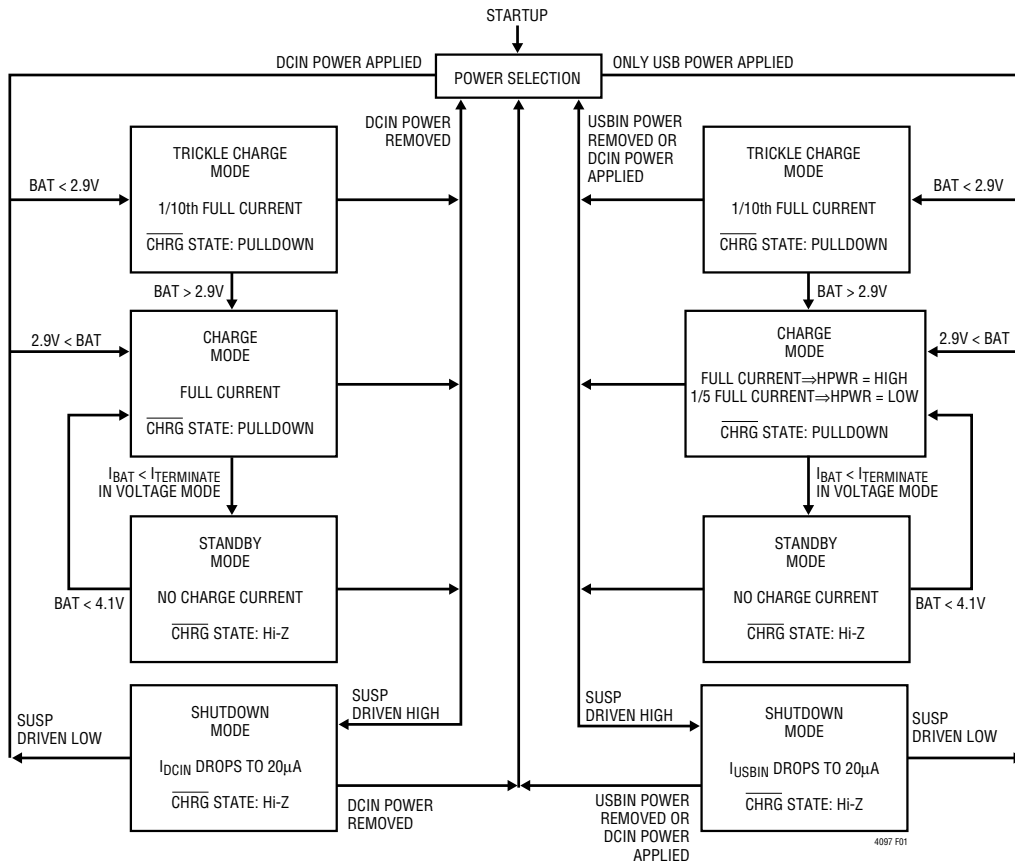 STARTUP
DCIN POWER APPLIED
POWER SELECTION
ONLY USB POWER APPLIED
DCIN POWER
REMOVED
USBIN POWER
REMOVED OR
DCIN POWER
APPLIED
TRICKLE CHARGE
MODE
1/10th FULL CURRENT
CHRG STATE: PULLDOWN
BAT < 2.9V
BAT > 2.9V
CHARGE
MODE
FULL CURRENT
CHRG STATE: PULLDOWN
2.9V < BAT
IBAT < ITERMINATE
IN VOLTAGE MODE
STANDBY
MODE
NO CHARGE CURRENT
CHRG STATE: Hi-Z
BAT < 4.1V
SHUTDOWN
MODE
IDCIN DROPS TO 20µA
CHRG STATE: Hi-Z
SUSP
DRIVEN LOW
SUSP
DRIVEN HIGH
DCIN POWER
REMOVED
TRICKLE CHARGE
MODE
1/10th FULL CURRENT
CHRG STATE: PULLDOWN
BAT < 2.9V
BAT > 2.9V
CHARGE
MODE
FULL CURRENT⇒HPWR = HIGH
1/5 FULL CURRENT⇒HPWR = LOW
CHRG STATE: PULLDOWN
2.9V < BAT
IBAT < ITERMINATE
IN VOLTAGE MODE
STANDBY
MODE
NO CHARGE CURRENT
CHRG STATE: Hi-Z
BAT < 4.1V
SUSP
DRIVEN HIGH
SHUTDOWN
MODE
IUSBIN DROPS TO 20µA
CHRG STATE: Hi-Z
SUSP
DRIVEN LOW
USBIN POWER
REMOVED OR
DCIN POWER
APPLIED
4097 F01